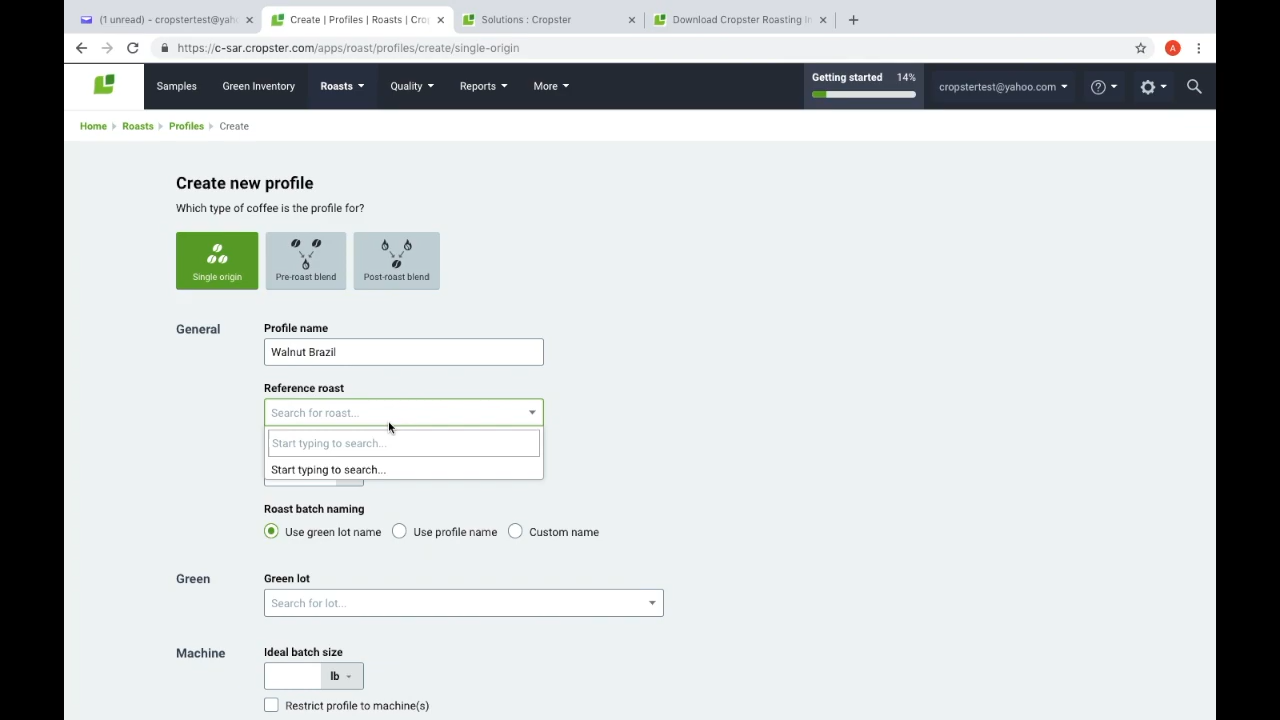 (1 unread) - cropstertest@yah
Create | Profiles | Roasts | Cro
Solutions : Cropster
Download Cropster Roasting In
https://c-sar.cropster.com/apps/roast/profiles/create/single-origin
A
Samples
Green Inventory
Roasts
Quality
Reports
More
Getting started 14%
cropstertest@yahoo.com
Home
Roasts
Profiles
Create
Create new profile
Which type of coffee is the profile for?
Single origin
Pre-roast blend
Post-roast blend
General
Profile name
Walnut Brazil
Reference roast
Search for roast...
Start typing to search...
Start typing to search...
Roast batch naming
Use green lot name
Use profile name
Custom name
Green
Green lot
Search for lot...
Machine
Ideal batch size
lb
Restrict profile to machine(s)